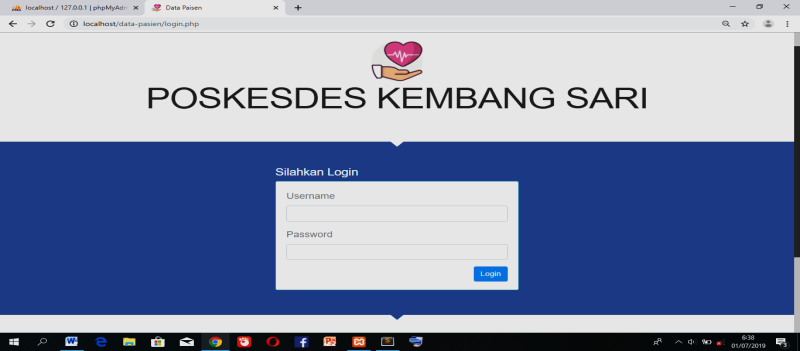 localhost / 127.0.0.1 | phpMyAdm
Data Paisen
localhost/data-pasien/login.php
POSKESDES KEMBANG SARI
Silahkan Login
Username
Password
Login
6:38
01/07/2019